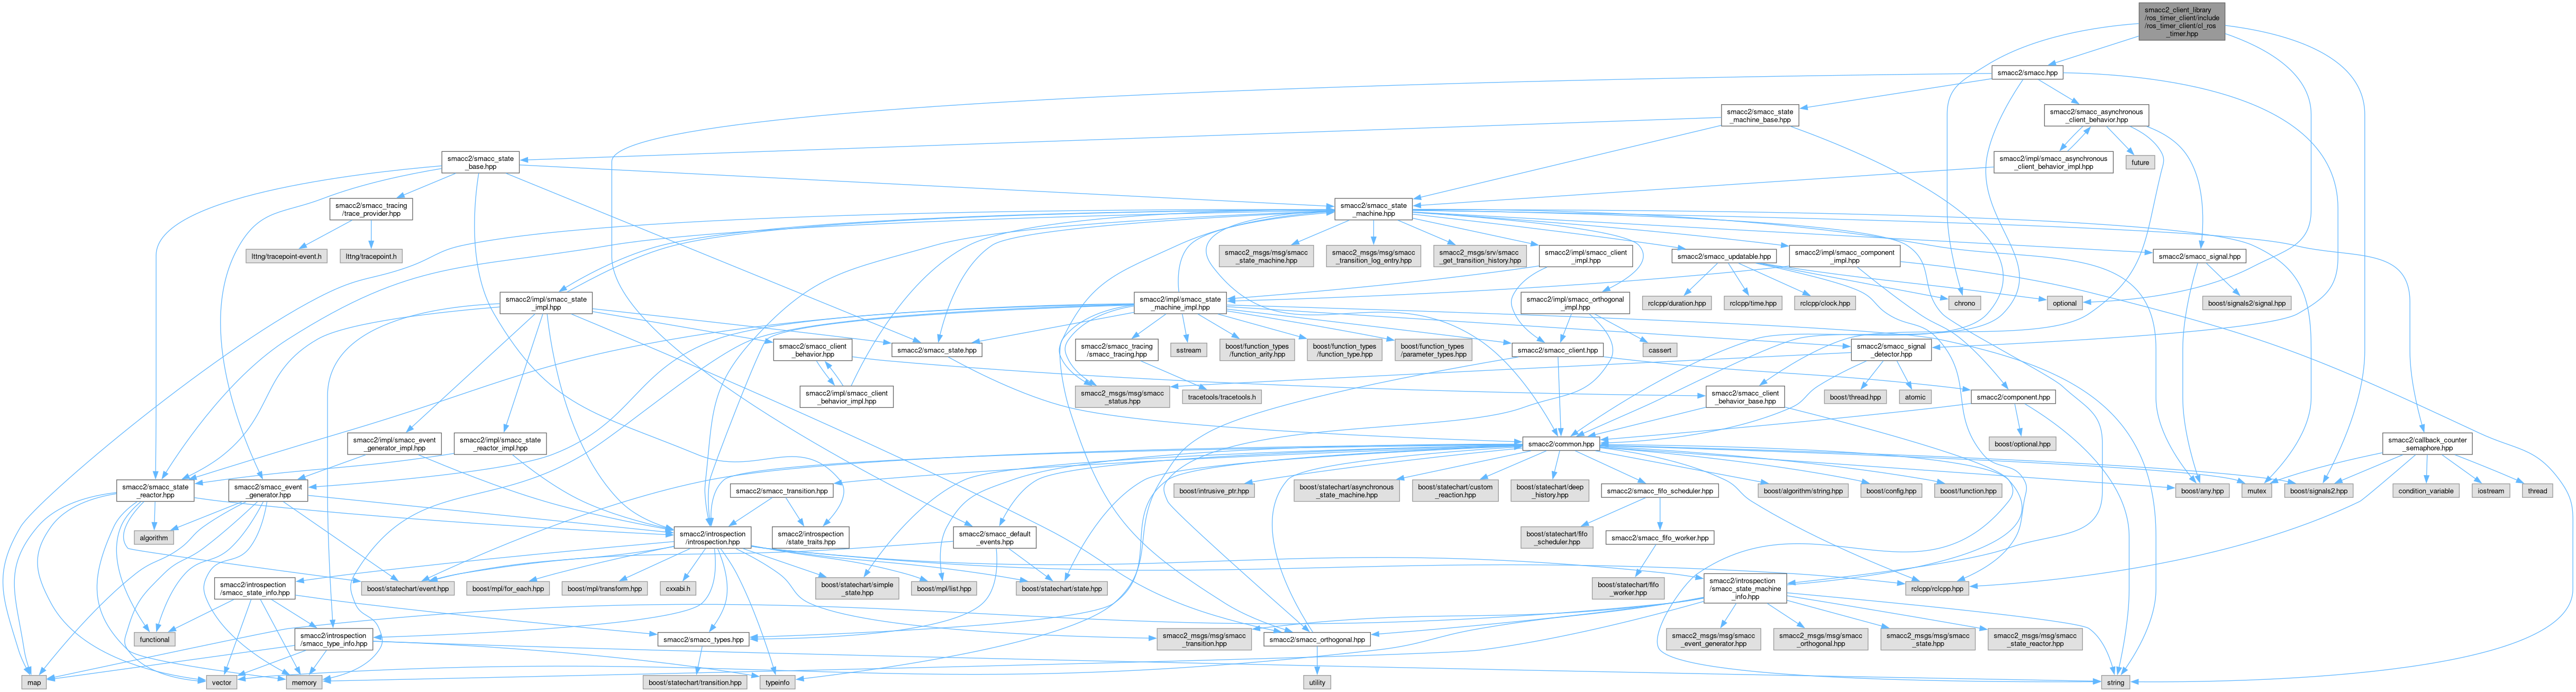 smacc2_client_library
/ros_timer_client/include
/ros_timer_client/cl_ros
_timer.hpp
smacc2/smacc.hpp
smacc2/smacc_state
_machine_base.hpp
smacc2/smacc_asynchronous
_client_behavior.hpp
smacc2/smacc_state
_base.hpp
smacc2/impl/smacc_asynchronous
_client_behavior_impl.hpp
future
smacc2/smacc_tracing
/trace_provider.hpp
smacc2/smacc_state
_machine.hpp
lttng/tracepoint-event.h
lttng/tracepoint.h
smacc2_msgs/msg/smacc
_state_machine.hpp
smacc2_msgs/msg/smacc
_transition_log_entry.hpp
smacc2_msgs/srv/smacc
_get_transition_history.hpp
smacc2/impl/smacc_client
_impl.hpp
smacc2/smacc_updatable.hpp
smacc2/impl/smacc_component
_impl.hpp
smacc2/smacc_signal.hpp
smacc2/impl/smacc_state
_impl.hpp
smacc2/impl/smacc_state
_machine_impl.hpp
smacc2/impl/smacc_orthogonal
_impl.hpp
rclcpp/duration.hpp
rclcpp/time.hpp
rclcpp/clock.hpp
chrono
optional
boost/signals2/signal.hpp
smacc2/smacc_client
_behavior.hpp
smacc2/smacc_state.hpp
smacc2/smacc_tracing
/smacc_tracing.hpp
sstream
boost/function_types
/function_arity.hpp
boost/function_types
/function_type.hpp
boost/function_types
/parameter_types.hpp
smacc2/smacc_client.hpp
cassert
smacc2/smacc_signal
_detector.hpp
smacc2/impl/smacc_client
_behavior_impl.hpp
smacc2_msgs/msg/smacc
_status.hpp
tracetools/tracetools.h
smacc2/smacc_client
_behavior_base.hpp
boost/thread.hpp
atomic
smacc2/component.hpp
smacc2/impl/smacc_event
_generator_impl.hpp
smacc2/impl/smacc_state
_reactor_impl.hpp
smacc2/common.hpp
boost/optional.hpp
smacc2/callback_counter
_semaphore.hpp
smacc2/smacc_state
_reactor.hpp
smacc2/smacc_event
_generator.hpp
smacc2/smacc_transition.hpp
boost/intrusive_ptr.hpp
boost/statechart/asynchronous
_state_machine.hpp
boost/statechart/custom
_reaction.hpp
boost/statechart/deep
_history.hpp
smacc2/smacc_fifo_scheduler.hpp
boost/algorithm/string.hpp
boost/config.hpp
boost/function.hpp
boost/any.hpp
mutex
boost/signals2.hpp
condition_variable
iostream
thread
algorithm
smacc2/introspection
/introspection.hpp
smacc2/introspection
/state_traits.hpp
smacc2/smacc_default
_events.hpp
boost/statechart/fifo
_scheduler.hpp
smacc2/smacc_fifo_worker.hpp
smacc2/introspection
/smacc_state_info.hpp
boost/statechart/event.hpp
boost/mpl/for_each.hpp
boost/mpl/transform.hpp
cxxabi.h
boost/statechart/simple
_state.hpp
boost/mpl/list.hpp
boost/statechart/state.hpp
boost/statechart/fifo
_worker.hpp
smacc2/introspection
/smacc_state_machine
_info.hpp
rclcpp/rclcpp.hpp
functional
smacc2/introspection
/smacc_type_info.hpp
smacc2/smacc_types.hpp
smacc2_msgs/msg/smacc
_transition.hpp
smacc2/smacc_orthogonal.hpp
smacc2_msgs/msg/smacc
_event_generator.hpp
smacc2_msgs/msg/smacc
_orthogonal.hpp
smacc2_msgs/msg/smacc
_state.hpp
smacc2_msgs/msg/smacc
_state_reactor.hpp
map
vector
memory
boost/statechart/transition.hpp
typeinfo
utility
string